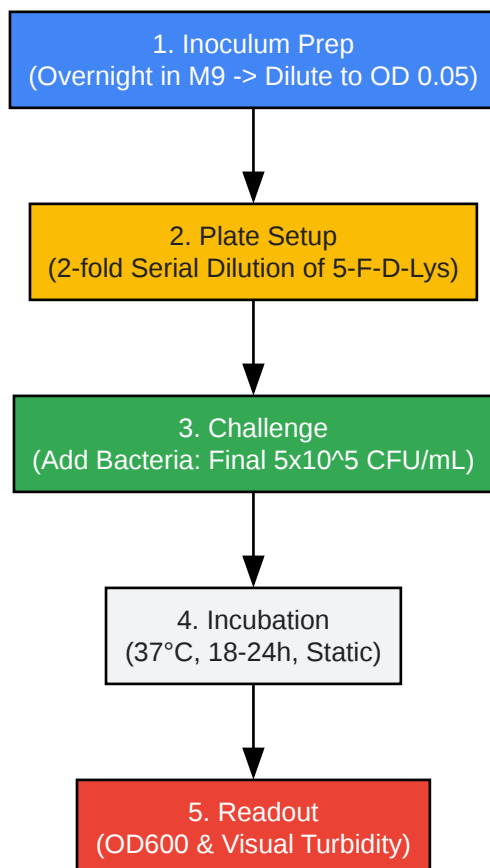 1. Inoculum Prep
(Overnight in M9 -> Dilute to OD 0.05)
2. Plate Setup
(2-fold Serial Dilution of 5-F-D-Lys)
3. Challenge
(Add Bacteria: Final 5x10^5 CFU/mL)
4. Incubation
(37°C, 18-24h, Static)
5. Readout
(OD600 & Visual Turbidity)